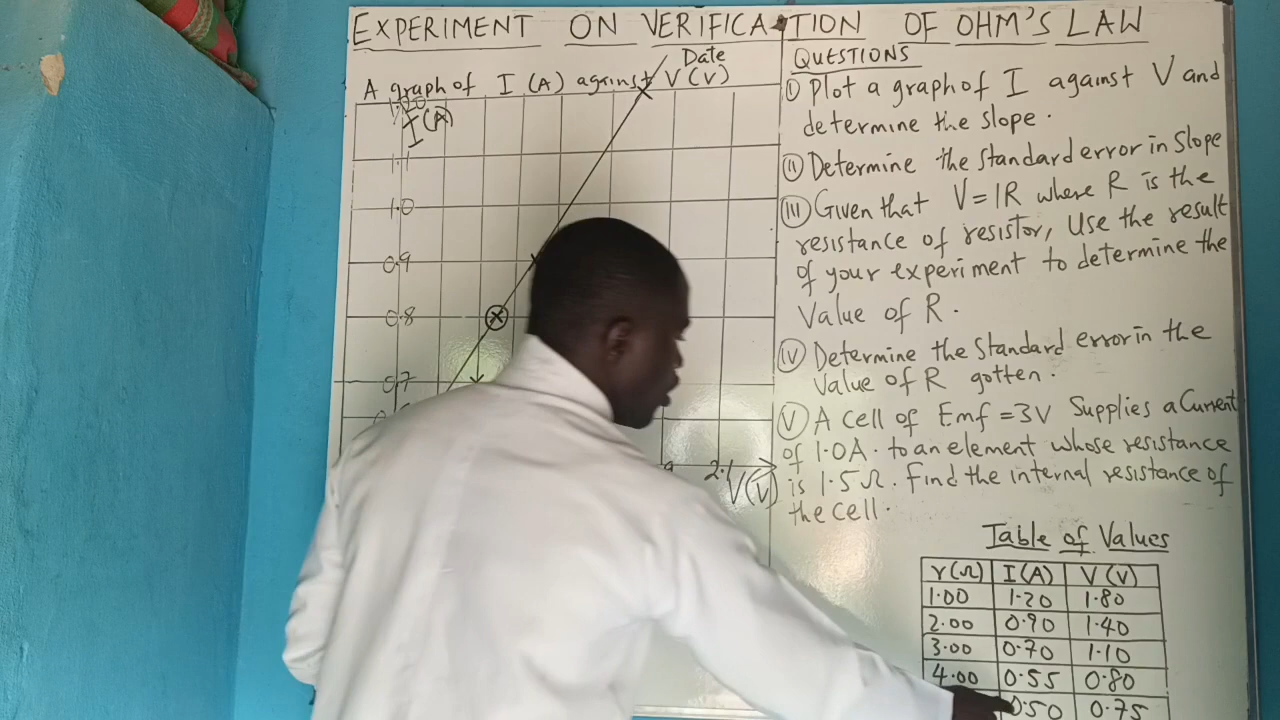 EXPERIMENT ON VERIFICATION OF OHM'S LAW
Date
A graph of I (A) against V (V)
1.20
I (A)
1.1
1.0
0.9
0.8
0.7
2.1
V(V)
QUESTIONS
(I) Plot a graph of I against V and
determine the slope.
(II) Determine the standard error in slope
(III) Given that V=IR where R is the
resistance of resistor, Use the result
of your experiment to determine the
value of R.
(IV) Determine the standard error in the
value of R gotten.
(V) A cell of Emf = 3V Supplies a Current
of 1.0A. to an element whose resistance
is 1.5Ω. find the internal resistance of
the cell.
Table of Values
r(Ω) I(A) V(V)
1.00 1.20 1.80
2.00 0.90 1.40
3.00 0.70 1.10
4.00 0.55 0.80
0.50 0.75